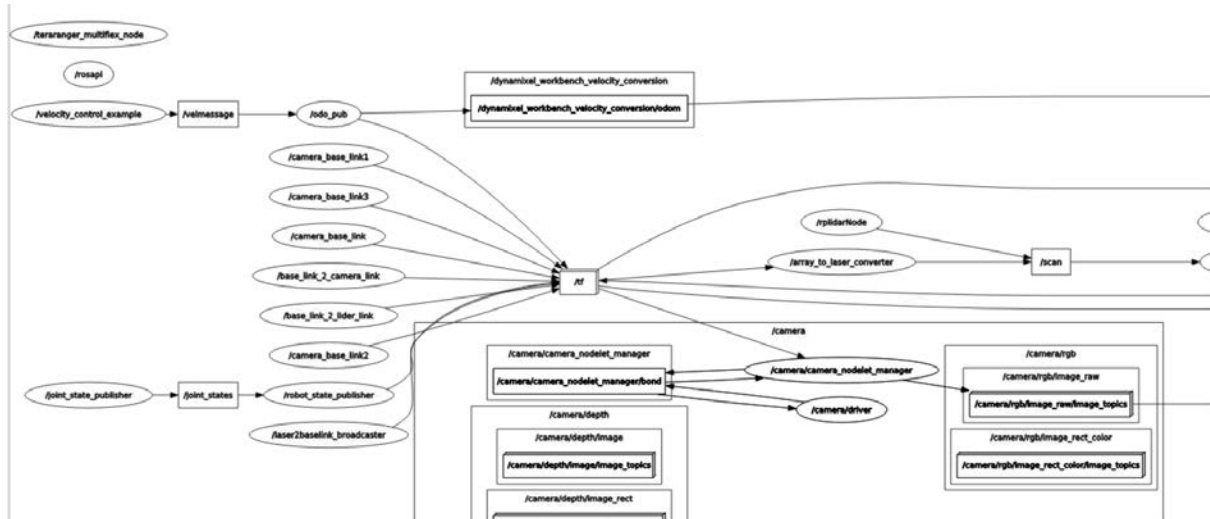 /teraranger_multiflex_node
/rosapi
/velocity_control_example
/velmessage
/odo_pub
/dynamixel_workbench_velocity_conversion
/dynamixel_workbench_velocity_conversion/odom
/camera_base_link1
/camera_base_link3
/camera_base_link
/base_link_2_camera_link
/base_link_2_lider_link
/camera_base_link2
/joint_state_publisher
/joint_states
/robot_state_publisher
/laser2baselink_broadcaster
/tf
/rplidarNode
/array_to_laser_converter
/scan
/camera
/camera/camera_nodelet_manager
/camera/camera_nodelet_manager/bond
/camera/camera_nodelet_manager
/camera/driver
/camera/rgb
/camera/rgb/image_raw
/camera/rgb/image_raw/image_topics
/camera/rgb/image_rect_color
/camera/rgb/image_rect_color/image_topics
/camera/depth
/camera/depth/image
/camera/depth/image/image_topics
/camera/depth/image_rect